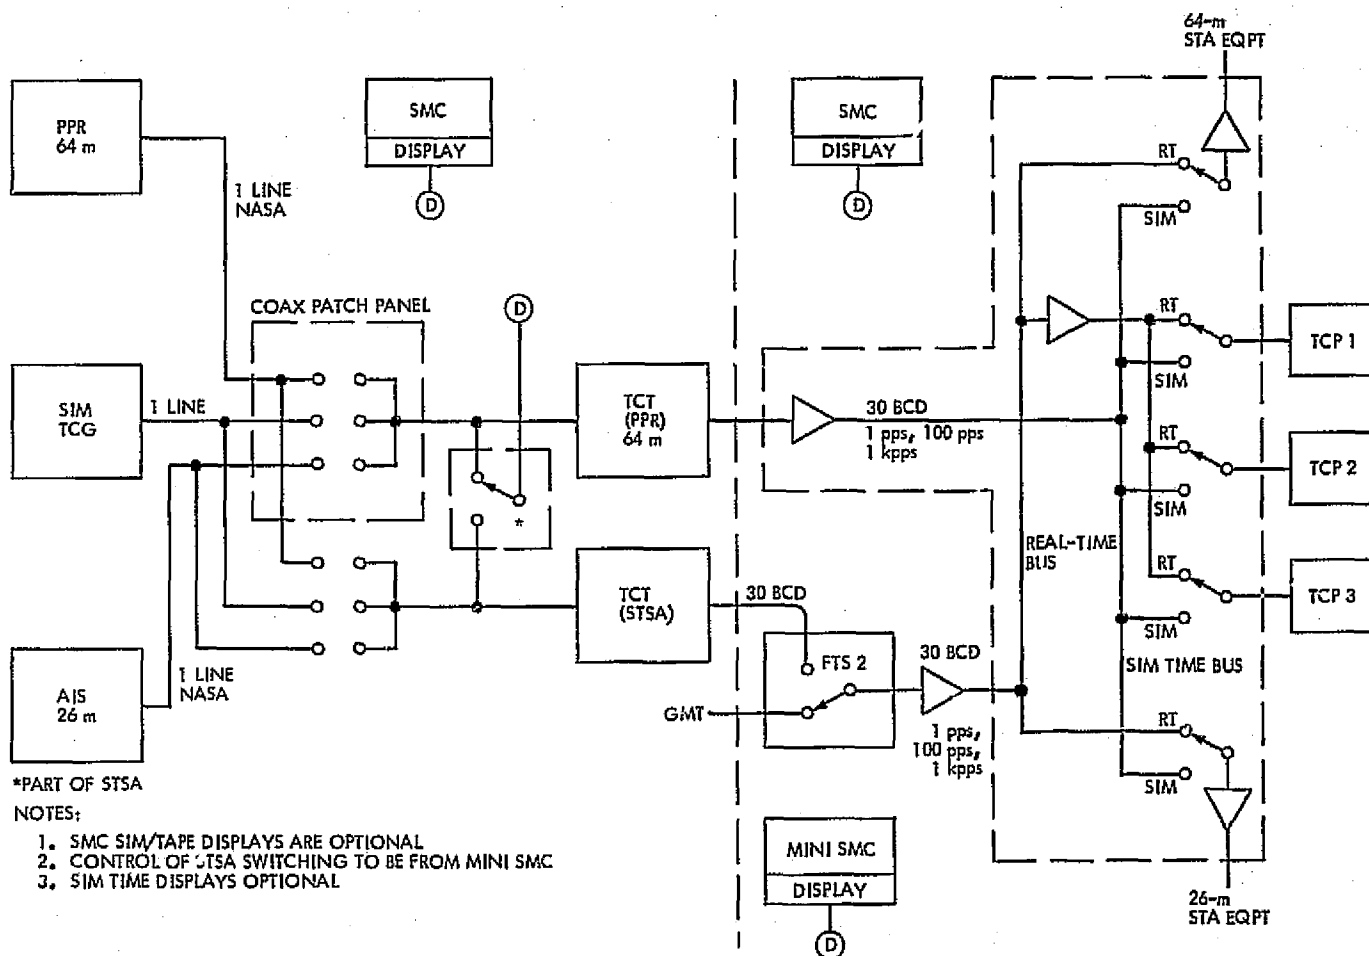 64-m
STA EQPT
PPR
64 m
SMC
DISPLAY
D
SMC
DISPLAY
D
RT
SIM
1 LINE
NASA
COAX PATCH PANEL
D
SIM
TCG
1 LINE
TCT
(PPR)
64 m
30 BCD
1 pps, 100 pps
1 kpps
RT
SIM
TCP 1
RT
SIM
TCP 2
*
REAL-TIME
BUS
TCT
(STSA)
30 BCD
RT
SIM
TCP 3
SIM TIME BUS
FTS 2
30 BCD
GMT
1 pps,
100 pps,
1 kpps
RT
SIM
AIS
26 m
1 LINE
NASA
*PART OF STSA
NOTES:
1. SMC SIM/TAPE DISPLAYS ARE OPTIONAL
2. CONTROL OF STSA SWITCHING TO BE FROM MINI SMC
3. SIM TIME DISPLAYS OPTIONAL
MINI SMC
DISPLAY
D
26-m
STA EQPT